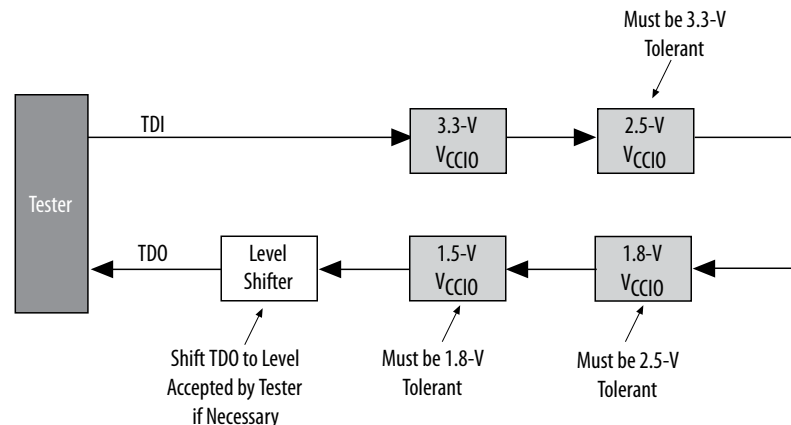 Must be 3.3-V
Tolerant
TDI
3.3-V
VCCIO
2.5-V
VCCIO
Tester
TDO
Level
Shifter
1.5-V
VCCIO
1.8-V
VCCIO
Shift TDO to Level
Accepted by Tester
if Necessary
Must be 1.8-V
Tolerant
Must be 2.5-V
Tolerant